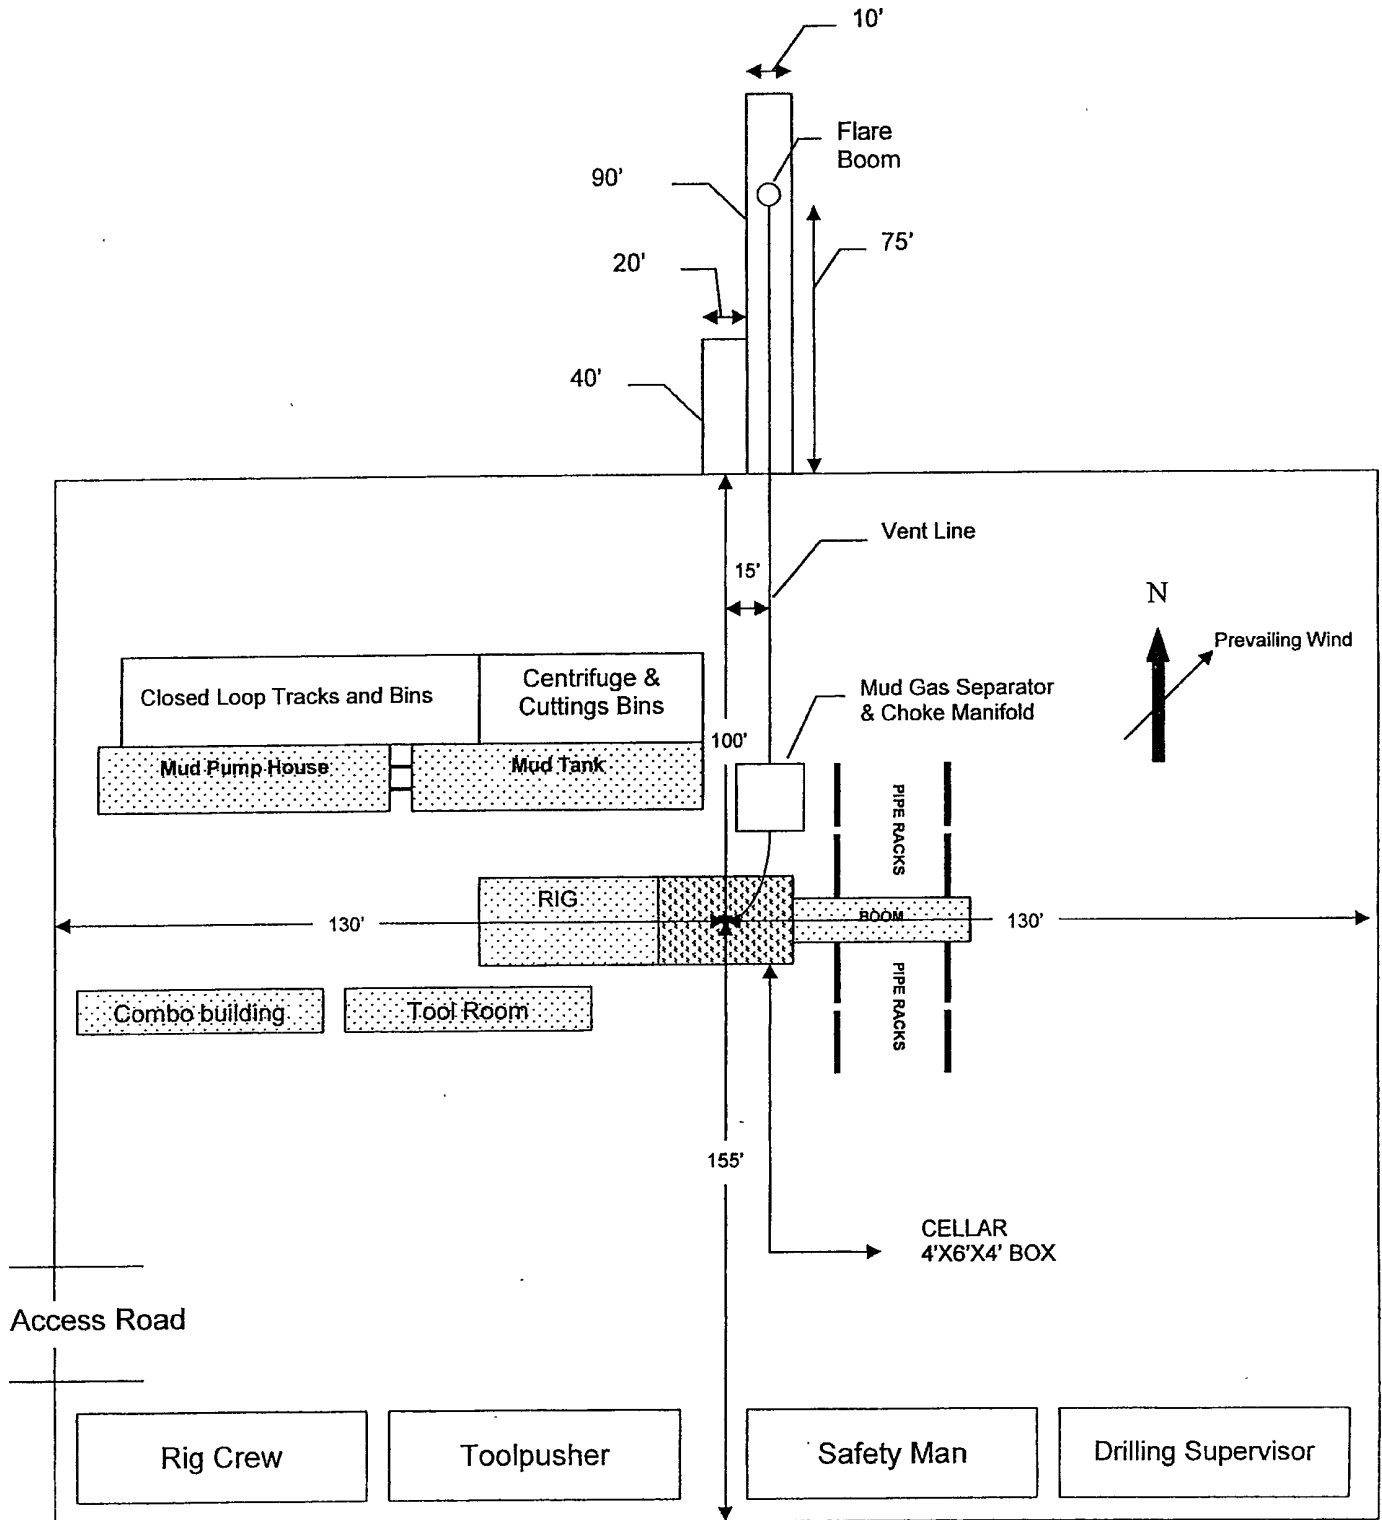 10'
Flare
Boom
90'
75'
20'
40'
Vent Line
15'
N
Prevailing Wind
Closed Loop Tracks and Bins
Centrifuge &
Cuttings Bins
Mud Gas Separator
& Choke Manifold
100'
Mud Pump House
Mud Tank
PIPE RACKS
RIG
130'
BOOM
130'
PIPE RACKS
Combo building
Tool Room
155'
CELLAR
4'X6'X4' BOX
Access Road
Rig Crew
Toolpusher
Safety Man
Drilling Supervisor